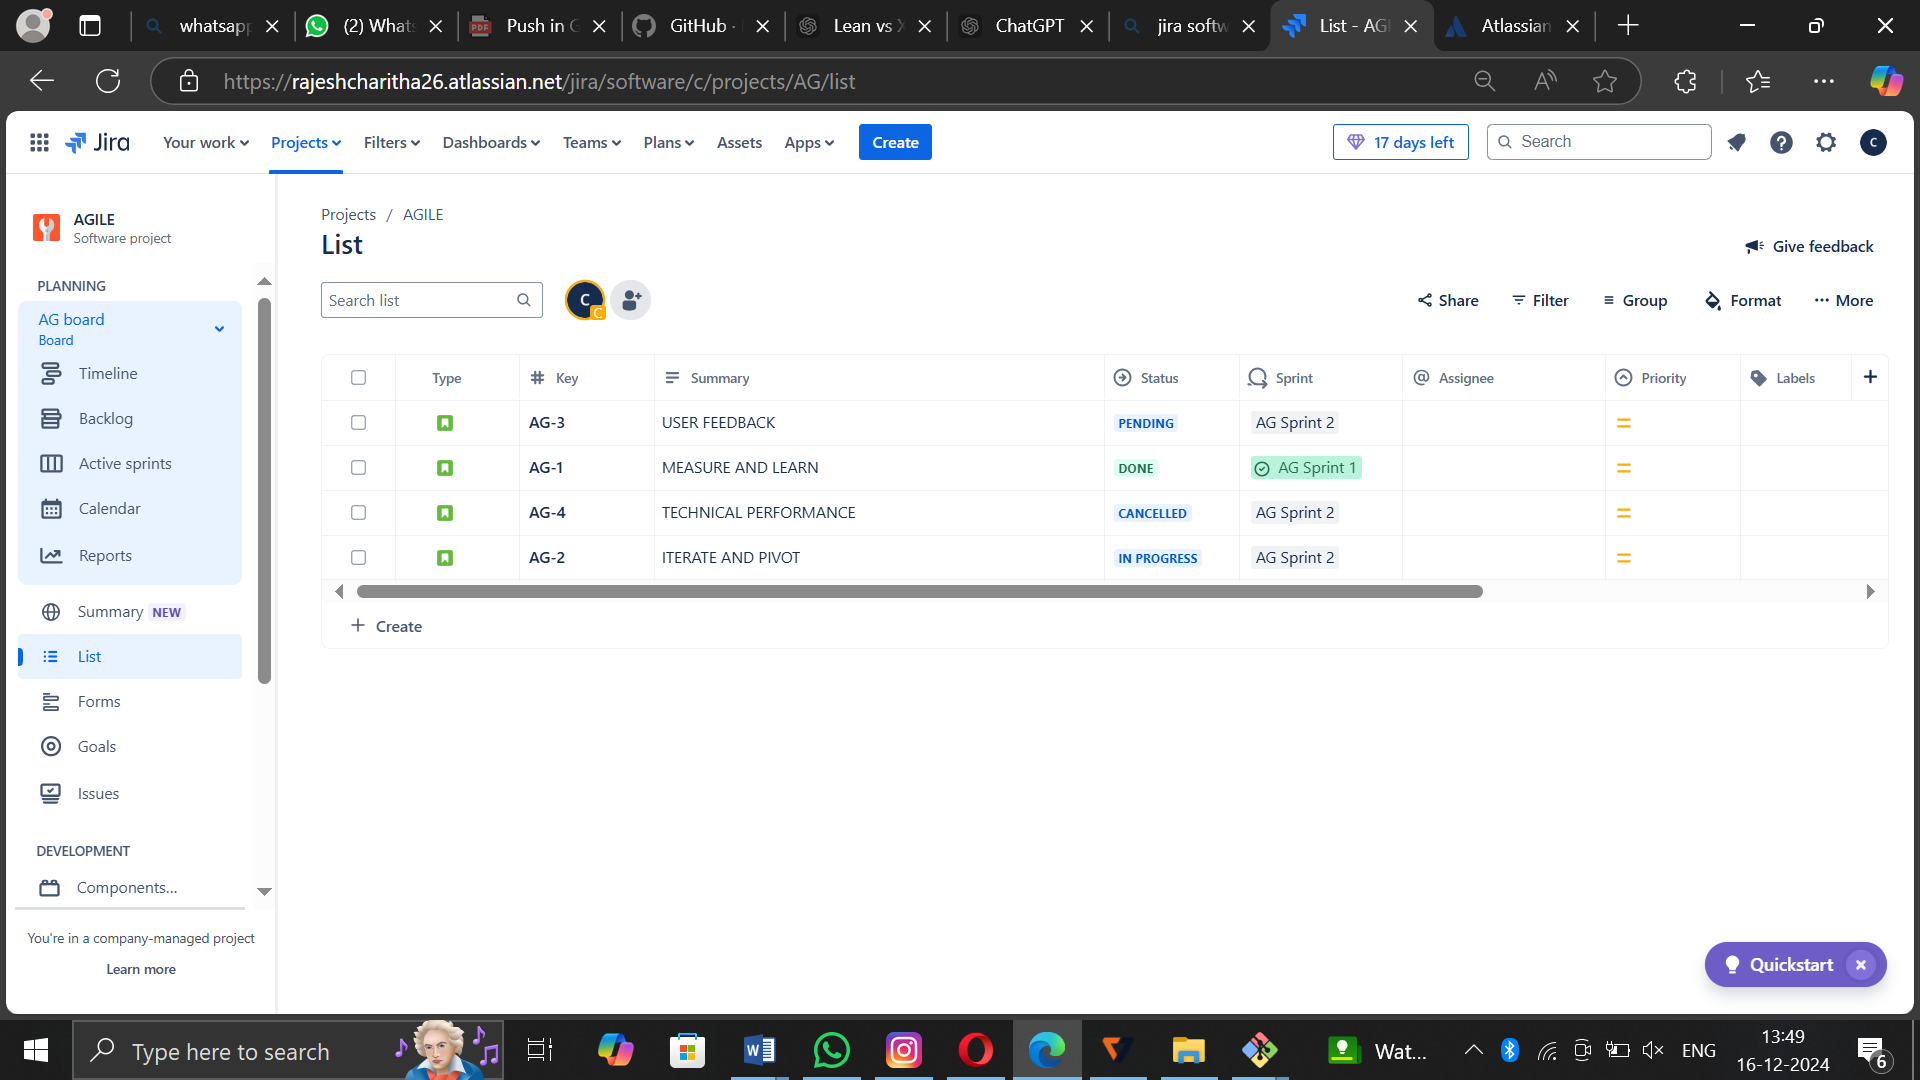 whatsapp
(2) Whats
Push in G
GitHub ·
Lean vs X
ChatGPT
jira softw
List - AGI
Atlassian
https://rajeshcharitha26.atlassian.net/jira/software/c/projects/AG/list
Jira
Your work
Projects
Filters
Dashboards
Teams
Plans
Assets
Apps
Create
17 days left
Search
C
AGILE
Software project
PLANNING
AG board
Board
Timeline
Backlog
Active sprints
Calendar
Reports
Summary NEW
List
Forms
Goals
Issues
DEVELOPMENT
Components...
You're in a company-managed project
Learn more
Projects / AGILE
List
Give feedback
Search list
C
C
Share
Filter
Group
Format
More
Type Key Summary Status Sprint Assignee Priority Labels
AG-3 USER FEEDBACK PENDING AG Sprint 2
AG-1 MEASURE AND LEARN DONE AG Sprint 1
AG-4 TECHNICAL PERFORMANCE CANCELLED AG Sprint 2
AG-2 ITERATE AND PIVOT IN PROGRESS AG Sprint 2
+ Create
Quickstart
Type here to search
Wat...
ENG
13:49
16-12-2024
6